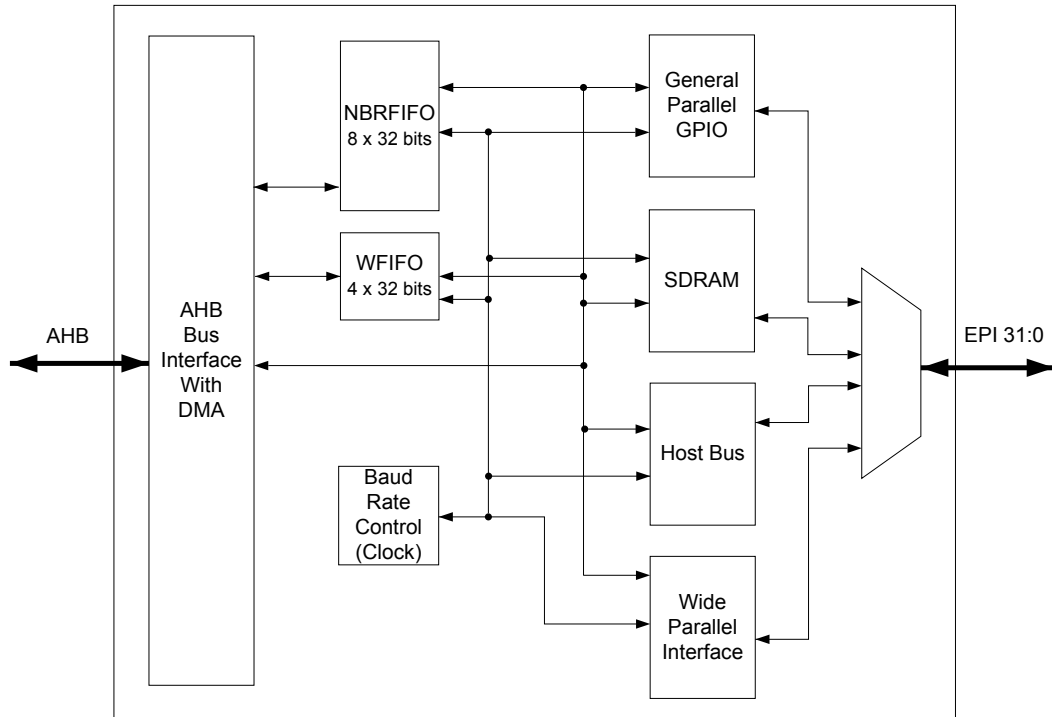 AHB
AHB
Bus
Interface
With
DMA
NBRFIFO
8 x 32 bits
WFIFO
4 x 32 bits
Baud
Rate
Control
(Clock)
General
Parallel
GPIO
SDRAM
Host Bus
Wide
Parallel
Interface
EPI 31:0